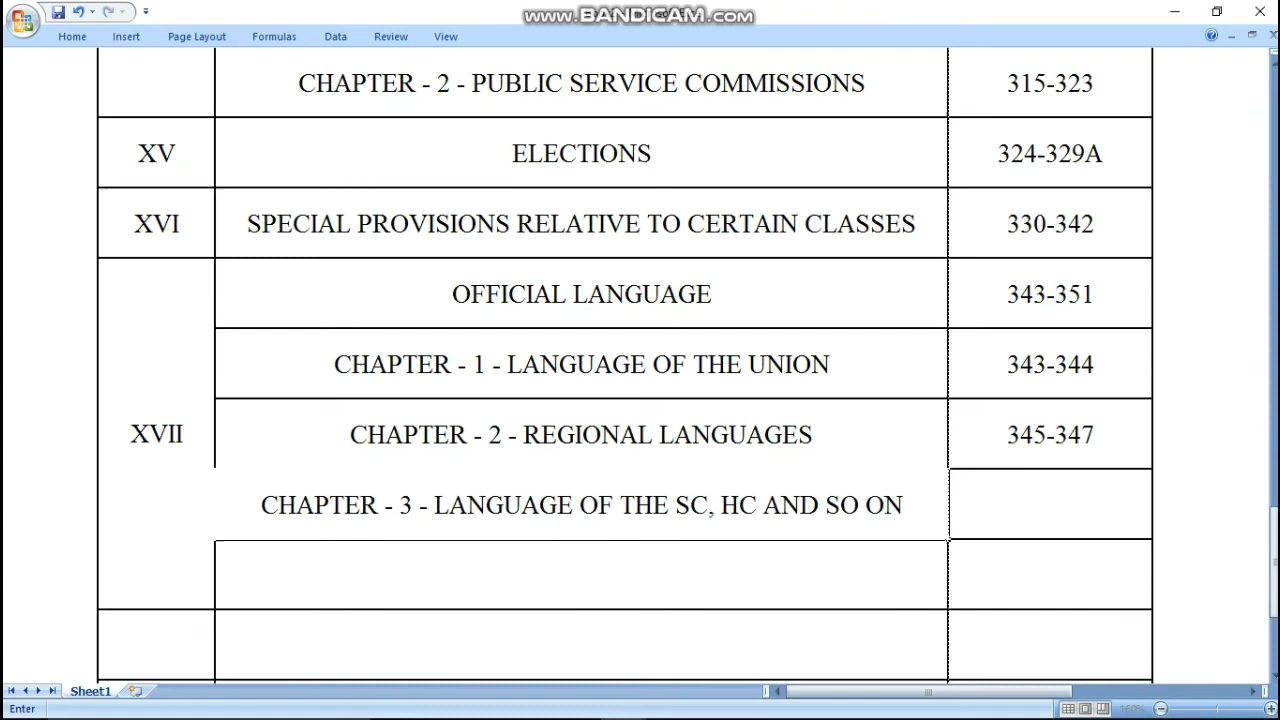 www.BANDICAM.com
Home Insert Page Layout Formulas Data Review View
CHAPTER - 2 - PUBLIC SERVICE COMMISSIONS 315-323
XV ELECTIONS 324-329A
XVI SPECIAL PROVISIONS RELATIVE TO CERTAIN CLASSES 330-342
OFFICIAL LANGUAGE 343-351
CHAPTER - 1 - LANGUAGE OF THE UNION 343-344
XVII CHAPTER - 2 - REGIONAL LANGUAGES 345-347
CHAPTER - 3 - LANGUAGE OF THE SC, HC AND SO ON
Sheet1
Enter 160%